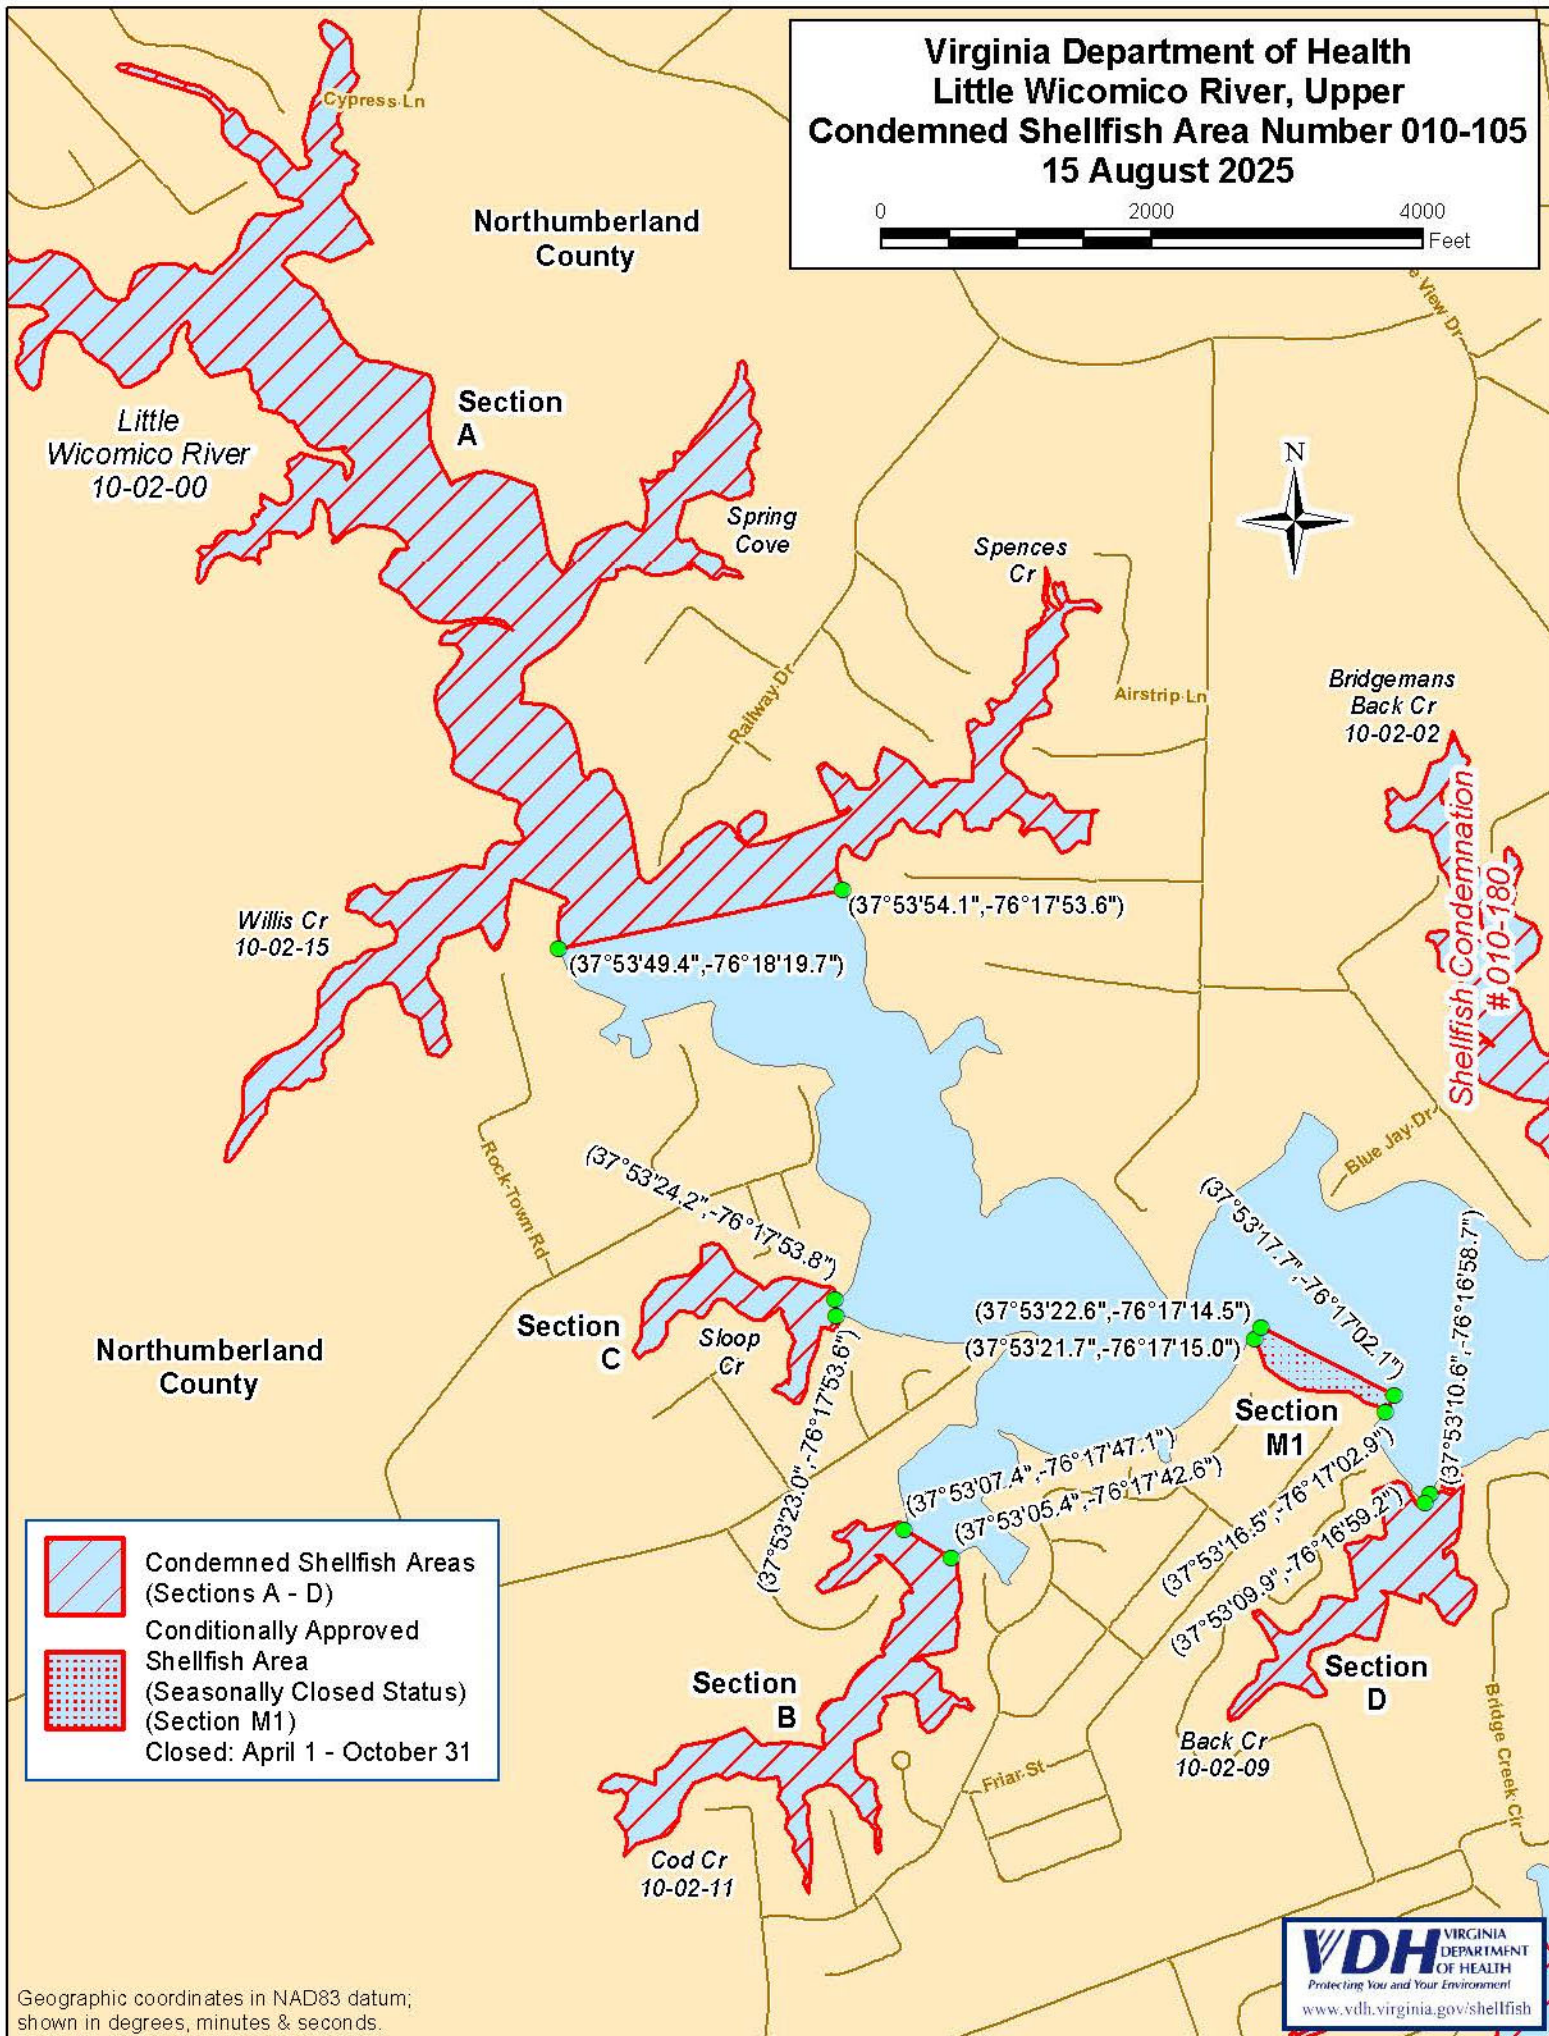 Virginia Department of Health
Little Wicomico River, Upper
Condemned Shellfish Area Number 010-105
15 August 2025
0 2000 4000
Feet
Cypress Ln
Northumberland
County
View Dr
Section
A
Little
Wicomico River
10-02-00
N
Spring
Cove
Spences
Cr
Railway Dr
Airstrip Ln
Bridgemans
Back Cr
10-02-02
Shellfish Condemnation
# 010-180
Willis Cr
10-02-15
(37°53'54.1",-76°17'53.6")
(37°53'49.4",-76°18'19.7")
Rock Town Rd
Blue Jay Dr
(37°53'24.2",-76°17'53.8")
(37°53'17.7",-76°17'02.1")
(37°53'10.6",-76°16'58.7")
(37°53'22.6",-76°17'14.5")
(37°53'21.7",-76°17'15.0")
Section
C
Sloop
Cr
Northumberland
County
(37°53'23.0",-76°17'53.6")
Section
M1
(37°53'07.4",-76°17'47.1")
(37°53'05.4",-76°17'42.6")
(37°53'16.5",-76°17'02.9")
(37°53'09.9",-76°16'59.2")
Condemned Shellfish Areas
(Sections A - D)
Conditionally Approved
Shellfish Area
(Seasonally Closed Status)
(Section M1)
Closed: April 1 - October 31
Section
B
Section
D
Back Cr
10-02-09
Bridge Creek Cir
Friar St
Cod Cr
10-02-11
VDH VIRGINIA
DEPARTMENT
OF HEALTH
Protecting You and Your Environment
www.vdh.virginia.gov/shellfish
Geographic coordinates in NAD83 datum;
shown in degrees, minutes & seconds.